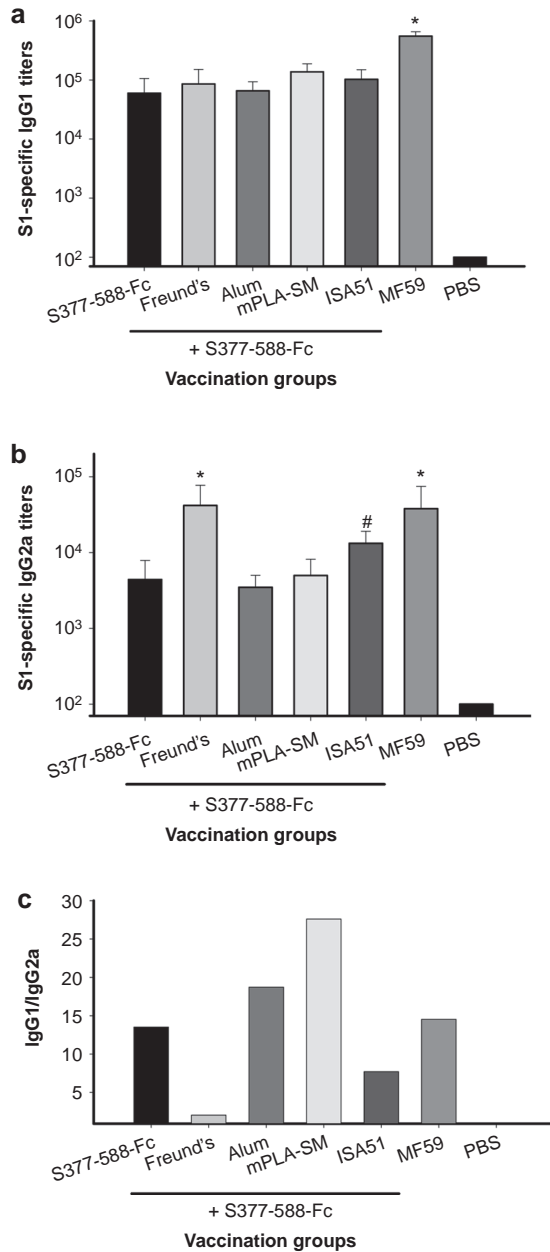 a
S1-specific IgG1 titers
10⁶
10⁵
10⁴
10³
10²
*
S377-588-Fc
Freund's
Alum
mPLA-SM
ISA51
MF59
PBS
+ S377-588-Fc
Vaccination groups
b
S1-specific IgG2a titers
10⁵
10⁴
10³
10²
*
#
*
S377-588-Fc
Freund's
Alum
mPLA-SM
ISA51
MF59
PBS
+ S377-588-Fc
Vaccination groups
c
IgG1/IgG2a
30
25
20
15
10
5
S377-588-Fc
Freund's
Alum
mPLA-SM
ISA51
MF59
PBS
+ S377-588-Fc
Vaccination groups